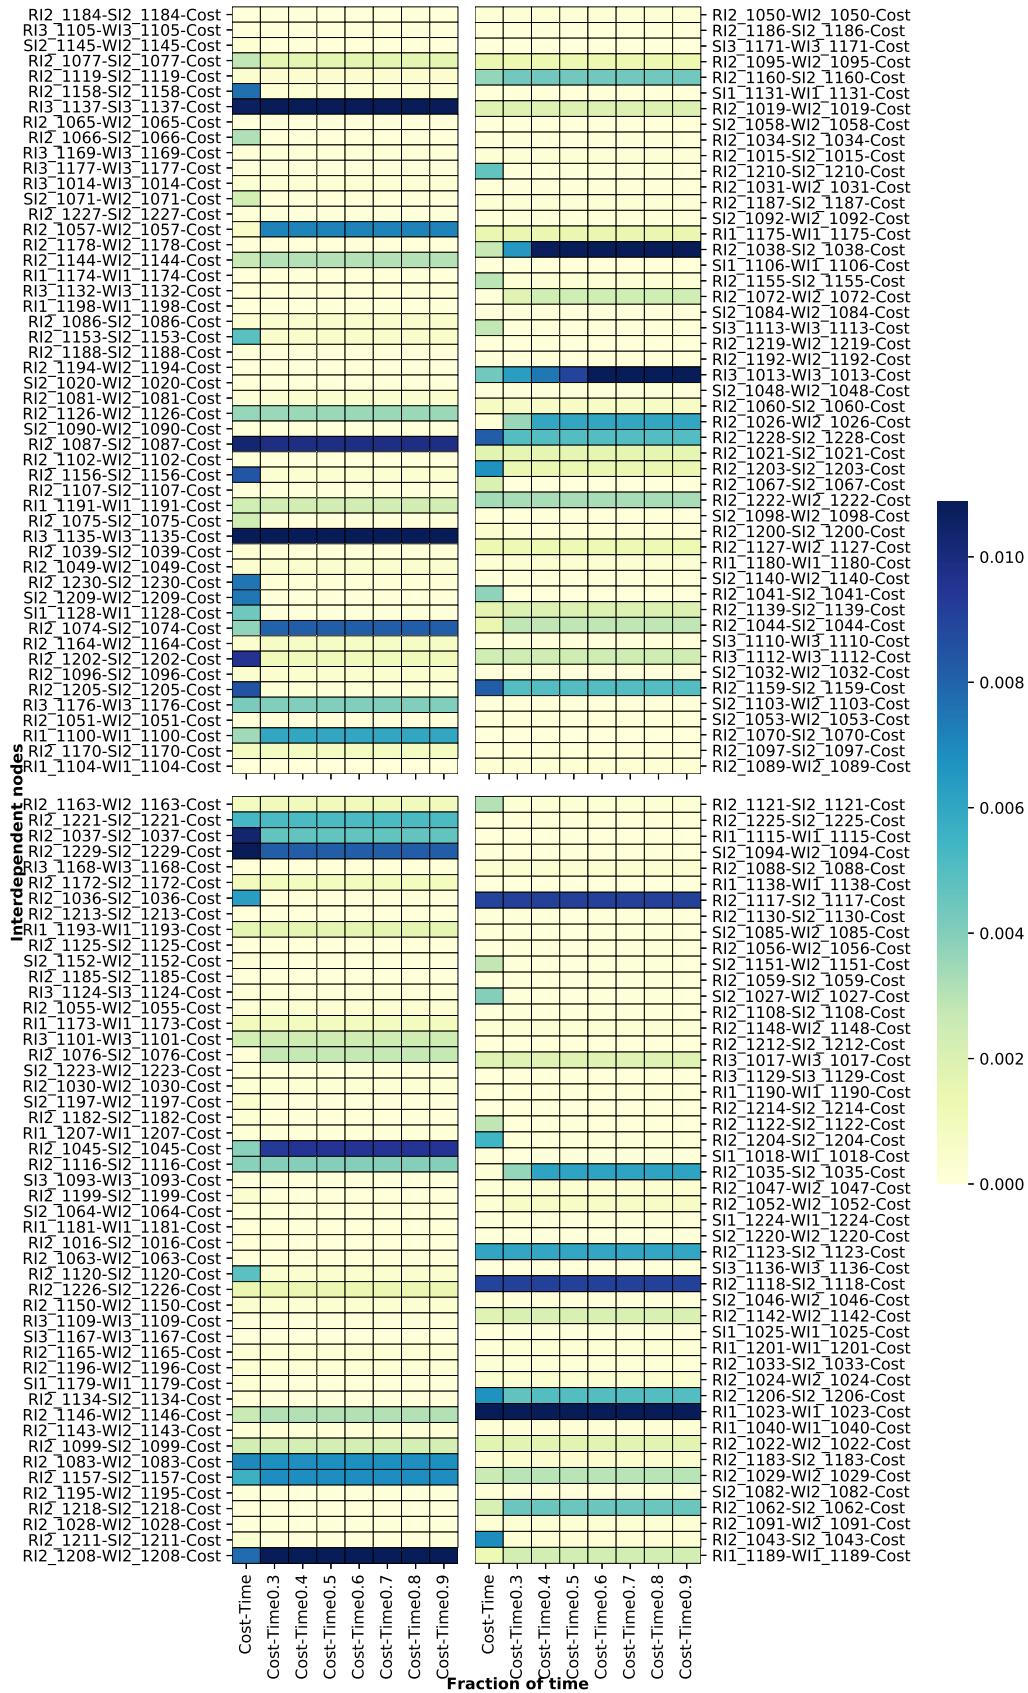 RI2_1184-SI2_1184-Cost
RI3_1105-WI3_1105-Cost
SI2_1145-WI2_1145-Cost
RI2_1077-SI2_1077-Cost
RI2_1119-SI2_1119-Cost
RI2_1158-SI2_1158-Cost
RI3_1137-SI3_1137-Cost
RI2_1065-WI2_1065-Cost
RI2_1066-SI2_1066-Cost
RI3_1169-WI3_1169-Cost
RI3_1177-WI3_1177-Cost
RI3_1014-WI3_1014-Cost
SI2_1071-WI2_1071-Cost
RI2_1227-SI2_1227-Cost
RI2_1057-WI2_1057-Cost
RI2_1178-WI2_1178-Cost
RI2_1144-WI2_1144-Cost
RI1_1174-WI1_1174-Cost
RI3_1132-WI3_1132-Cost
RI1_1198-WI1_1198-Cost
RI2_1086-SI2_1086-Cost
RI2_1153-SI2_1153-Cost
RI2_1188-WI2_1188-Cost
RI2_1194-WI2_1194-Cost
SI2_1020-WI2_1020-Cost
RI2_1081-WI2_1081-Cost
RI2_1126-WI2_1126-Cost
SI2_1090-WI2_1090-Cost
RI2_1087-SI2_1087-Cost
RI2_1102-WI2_1102-Cost
RI2_1156-SI2_1156-Cost
RI2_1107-SI2_1107-Cost
RI1_1191-WI1_1191-Cost
RI2_1075-SI2_1075-Cost
RI3_1135-WI3_1135-Cost
RI2_1039-SI2_1039-Cost
RI2_1049-WI2_1049-Cost
RI2_1230-SI2_1230-Cost
SI2_1209-WI2_1209-Cost
SI1_1128-WI1_1128-Cost
RI2_1074-SI2_1074-Cost
RI2_1164-WI2_1164-Cost
RI2_1202-SI2_1202-Cost
RI2_1096-SI2_1096-Cost
RI2_1205-SI2_1205-Cost
RI3_1176-WI3_1176-Cost
RI2_1051-WI2_1051-Cost
RI1_1100-WI1_1100-Cost
RI2_1170-SI2_1170-Cost
RI1_1104-WI1_1104-Cost
RI2_1050-WI2_1050-Cost
RI2_1186-SI2_1186-Cost
SI3_1171-WI3_1171-Cost
RI2_1095-WI2_1095-Cost
RI2_1160-SI2_1160-Cost
SI1_1131-WI1_1131-Cost
RI2_1019-WI2_1019-Cost
SI2_1058-WI2_1058-Cost
RI2_1034-SI2_1034-Cost
RI2_1015-SI2_1015-Cost
RI2_1210-SI2_1210-Cost
RI2_1031-WI2_1031-Cost
RI2_1187-SI2_1187-Cost
SI2_1092-WI2_1092-Cost
RI1_1175-WI1_1175-Cost
RI2_1038-SI2_1038-Cost
SI1_1106-WI1_1106-Cost
RI2_1155-SI2_1155-Cost
RI2_1072-WI2_1072-Cost
SI2_1084-WI2_1084-Cost
SI3_1113-WI3_1113-Cost
RI2_1219-WI2_1219-Cost
RI2_1192-WI2_1192-Cost
RI3_1013-WI3_1013-Cost
SI2_1048-WI2_1048-Cost
RI2_1060-SI2_1060-Cost
RI2_1026-WI2_1026-Cost
RI2_1228-SI2_1228-Cost
RI2_1021-SI2_1021-Cost
RI2_1203-SI2_1203-Cost
RI2_1067-SI2_1067-Cost
RI2_1222-WI2_1222-Cost
SI2_1098-WI2_1098-Cost
RI2_1200-SI2_1200-Cost
RI2_1127-WI2_1127-Cost
RI1_1180-WI1_1180-Cost
SI2_1140-WI2_1140-Cost
RI2_1041-SI2_1041-Cost
RI2_1139-SI2_1139-Cost
RI2_1044-SI2_1044-Cost
SI3_1110-WI3_1110-Cost
RI3_1112-WI3_1112-Cost
SI2_1032-WI2_1032-Cost
RI2_1159-SI2_1159-Cost
SI2_1103-WI2_1103-Cost
SI2_1053-WI2_1053-Cost
RI2_1070-SI2_1070-Cost
RI2_1097-SI2_1097-Cost
RI2_1089-WI2_1089-Cost
Interdependent nodes
RI2_1163-WI2_1163-Cost
RI2_1221-SI2_1221-Cost
RI2_1037-SI2_1037-Cost
RI2_1229-SI2_1229-Cost
RI3_1168-WI3_1168-Cost
RI2_1172-SI2_1172-Cost
RI2_1036-SI2_1036-Cost
RI2_1213-SI2_1213-Cost
RI1_1193-WI1_1193-Cost
RI2_1125-SI2_1125-Cost
SI2_1152-WI2_1152-Cost
RI2_1185-SI2_1185-Cost
RI3_1124-SI3_1124-Cost
RI2_1055-WI2_1055-Cost
RI1_1173-WI1_1173-Cost
RI3_1101-WI3_1101-Cost
RI2_1076-SI2_1076-Cost
SI2_1223-WI2_1223-Cost
RI2_1030-WI2_1030-Cost
SI2_1197-WI2_1197-Cost
RI2_1182-SI2_1182-Cost
RI1_1207-WI1_1207-Cost
RI2_1045-SI2_1045-Cost
RI2_1116-SI2_1116-Cost
SI3_1093-WI3_1093-Cost
RI2_1199-SI2_1199-Cost
SI2_1064-WI2_1064-Cost
RI1_1181-WI1_1181-Cost
RI2_1016-SI2_1016-Cost
RI2_1063-WI2_1063-Cost
RI2_1120-SI2_1120-Cost
RI2_1226-SI2_1226-Cost
RI2_1150-WI2_1150-Cost
RI3_1109-WI3_1109-Cost
SI3_1167-WI3_1167-Cost
RI2_1165-WI2_1165-Cost
RI2_1196-WI2_1196-Cost
SI1_1179-WI1_1179-Cost
RI2_1134-SI2_1134-Cost
RI2_1146-WI2_1146-Cost
RI2_1143-WI2_1143-Cost
RI2_1099-SI2_1099-Cost
RI2_1083-WI2_1083-Cost
RI2_1157-SI2_1157-Cost
RI2_1195-WI2_1195-Cost
RI2_1218-SI2_1218-Cost
RI2_1028-WI2_1028-Cost
RI2_1211-SI2_1211-Cost
RI2_1208-WI2_1208-Cost
RI2_1121-SI2_1121-Cost
RI2_1225-SI2_1225-Cost
RI1_1115-WI1_1115-Cost
SI2_1094-WI2_1094-Cost
RI2_1088-SI2_1088-Cost
RI1_1138-WI1_1138-Cost
RI2_1117-SI2_1117-Cost
RI2_1130-SI2_1130-Cost
SI2_1085-WI2_1085-Cost
RI2_1056-WI2_1056-Cost
SI2_1151-WI2_1151-Cost
RI2_1059-SI2_1059-Cost
SI2_1027-WI2_1027-Cost
RI2_1108-SI2_1108-Cost
RI2_1148-WI2_1148-Cost
RI2_1212-SI2_1212-Cost
RI3_1017-WI3_1017-Cost
RI3_1129-SI3_1129-Cost
RI1_1190-WI1_1190-Cost
RI2_1214-SI2_1214-Cost
RI2_1122-SI2_1122-Cost
RI2_1204-SI2_1204-Cost
SI1_1018-WI1_1018-Cost
RI2_1035-SI2_1035-Cost
RI2_1047-WI2_1047-Cost
RI2_1052-WI2_1052-Cost
SI1_1224-WI1_1224-Cost
SI2_1220-WI2_1220-Cost
RI2_1123-SI2_1123-Cost
SI3_1136-WI3_1136-Cost
RI2_1118-SI2_1118-Cost
SI2_1046-WI2_1046-Cost
RI2_1142-WI2_1142-Cost
SI1_1025-WI1_1025-Cost
RI1_1201-WI1_1201-Cost
RI2_1033-SI2_1033-Cost
RI2_1024-WI2_1024-Cost
RI2_1206-SI2_1206-Cost
RI1_1023-WI1_1023-Cost
RI1_1040-WI1_1040-Cost
RI2_1022-WI2_1022-Cost
RI2_1183-SI2_1183-Cost
RI2_1029-WI2_1029-Cost
SI2_1082-WI2_1082-Cost
RI2_1062-SI2_1062-Cost
RI2_1091-WI2_1091-Cost
RI2_1043-SI2_1043-Cost
RI1_1189-WI1_1189-Cost
0.010
0.008
0.006
0.004
0.002
0.000
Cost-Time
Cost-Time0.3
Cost-Time0.4
Cost-Time0.5
Cost-Time0.6
Cost-Time0.7
Cost-Time0.8
Cost-Time0.9
Cost-Time
Cost-Time0.3
Cost-Time0.4
Cost-Time0.5
Cost-Time0.6
Cost-Time0.7
Cost-Time0.8
Cost-Time0.9
Fraction of time